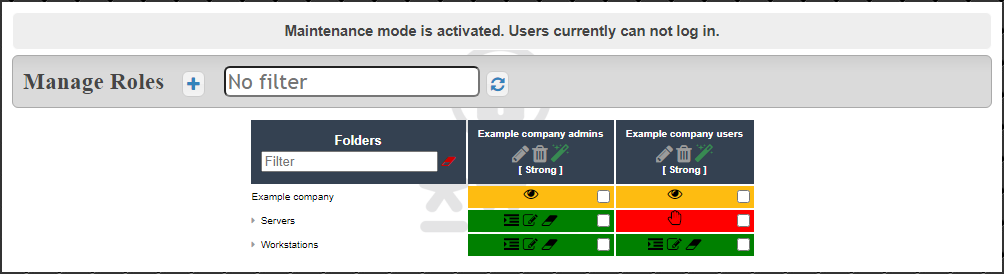 Maintenance mode is activated. Users currently can not log in.
Manage Roles
No filter
Folders
Filter
Example company admins
[ Strong ]
Example company users
[ Strong ]
Example company
Servers
Workstations